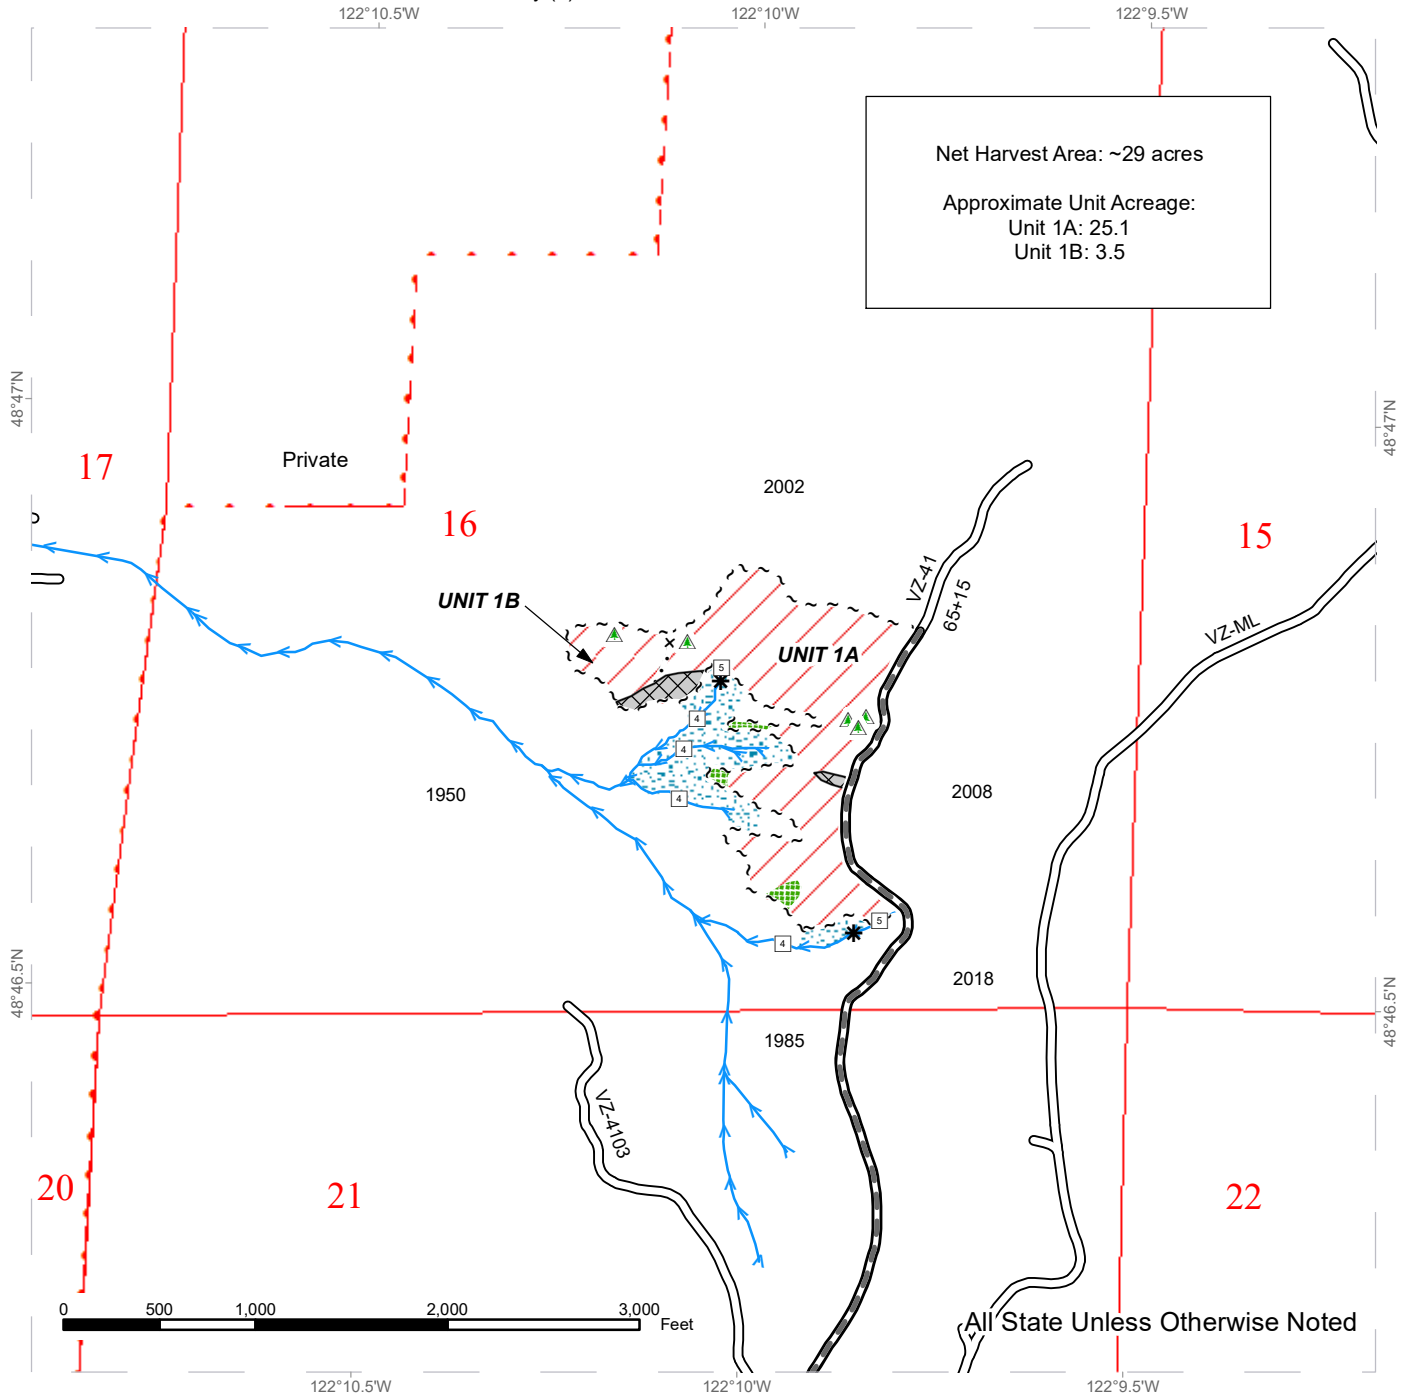 122°10.5'W
122°10'W
122°9.5'W
Net Harvest Area: ~29 acres
Approximate Unit Acreage:
Unit 1A: 25.1
Unit 1B: 3.5
48°47'N
48°47'N
17
Private
2002
16
15
VZ-41
65+15
UNIT 1B
VZ-ML
UNIT 1A
5
4
4
1950
4
2008
5
4
48°46.5'N
2018
48°46.5'N
1985
VZ-4103
20
21
22
0
500
1,000
2,000
3,000
Feet
All State Unless Otherwise Noted
122°10.5'W
122°10'W
122°9.5'W